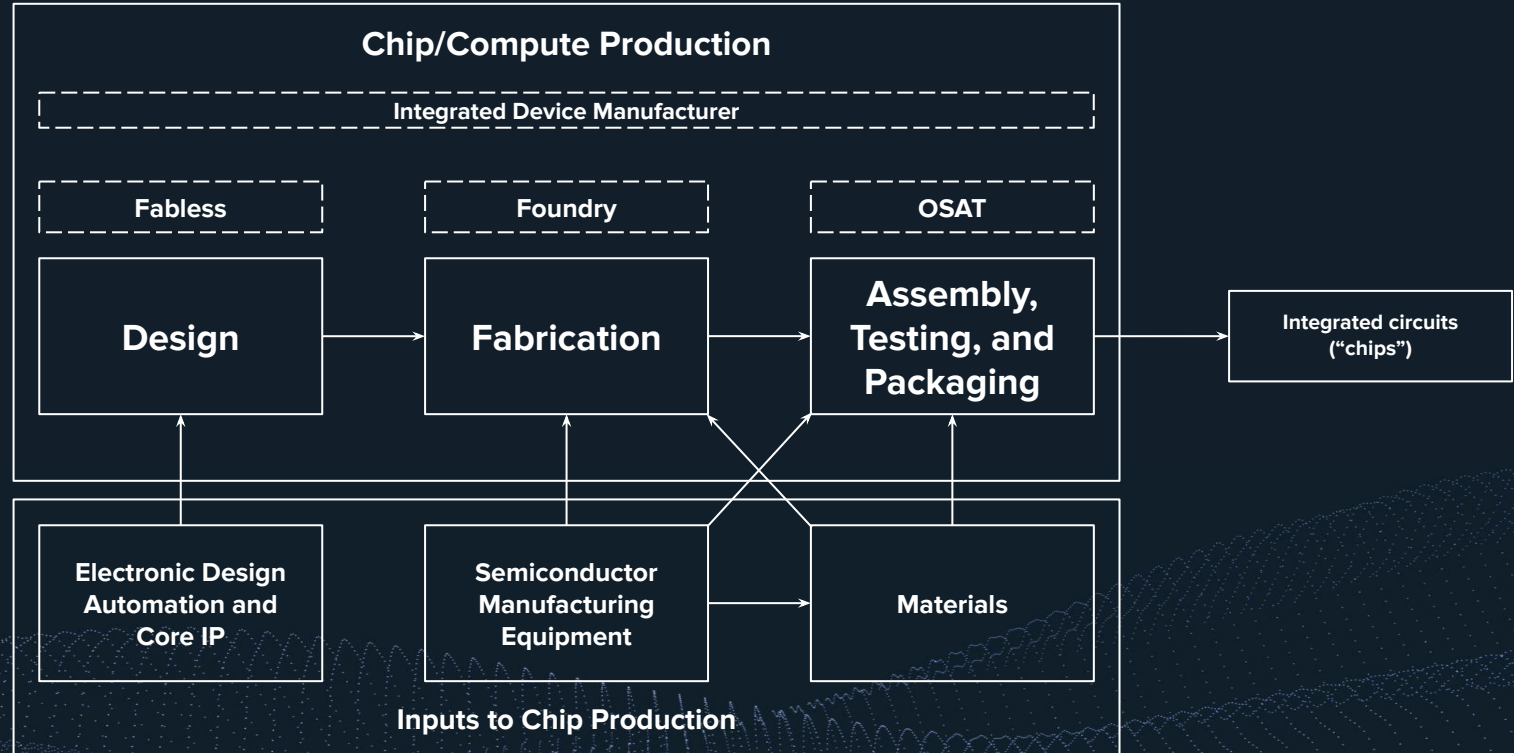 Chip/Compute Production
Integrated Device Manufacturer
Fabless
Foundry
OSAT
Design
Fabrication
Assembly,
Testing, and
Packaging
Integrated circuits
(“chips”)
Electronic Design
Automation and
Core IP
Semiconductor
Manufacturing
Equipment
Materials
Inputs to Chip Production